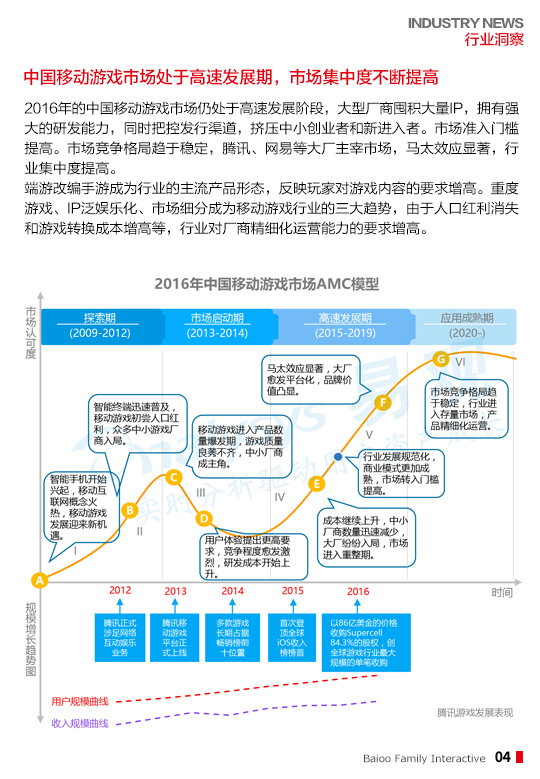 INDUSTRY NEWS
行业洞察
中国移动游戏市场处于高速发展期，市场集中度不断提高
2016年的中国移动游戏市场仍处于高速发展阶段，大型厂商囤积大量IP，拥有强
大的研发能力，同时把控发行渠道，挤压中小创业者和新进入者。市场准入门槛
提高。市场竞争格局趋于稳定，腾讯、网易等大厂主宰市场，马太效应显著，行
业集中度提高。
端游改编手游成为行业的主流产品形态，反映玩家对游戏内容的要求增高。重度
游戏、IP泛娱乐化、市场细分成为移动游戏行业的三大趋势，由于人口红利消失
和游戏转换成本增高等，行业对厂商精细化运营能力的要求增高。
2016年中国移动游戏市场AMC模型
市场认可度
探索期
(2009-2012)
市场启动期
(2013-2014)
高速发展期
(2015-2019)
应用成熟期
(2020-)
G
VI
马太效应显著，大厂
愈发平台化，品牌价
值凸显。
F
市场竞争格局趋
于稳定，行业进
入存量市场，产
品精细化运营。
智能终端迅速普及，
移动游戏初尝人口红
利，众多中小游戏厂
商入局。
移动游戏进入产品数
量爆发期，游戏质量
良莠不齐，中小厂商
成主角。
V
行业发展规范化，
商业模式更加成
熟，市场转入门槛
提高。
智能手机开始
兴起，移动互
联网概念火
热，移动游戏
发展迎来新机
遇。
C
E
III
IV
B
D
II
I
成本继续上升，中小
厂商数量迅速减少，
大厂纷纷入局，市场
进入重整期。
用户体验提出更高要
求，竞争程度愈发激
烈，研发成本开始上
升。
A
时间
规模增长趋势图
2012
2013
2014
2015
2016
腾讯正式
涉足网络
互动娱乐
业务
腾讯移
动游戏
平台正
式上线
多款游戏
长期占据
畅销榜前
十位置
首次登
顶全球
iOS收入
榜榜首
以86亿美金的价格
收购Supercell
84.3%的股权，创
全球游戏行业最大
规模的单笔收购
用户规模曲线
收入规模曲线
腾讯游戏发展表现
Baioo Family Interactive 04